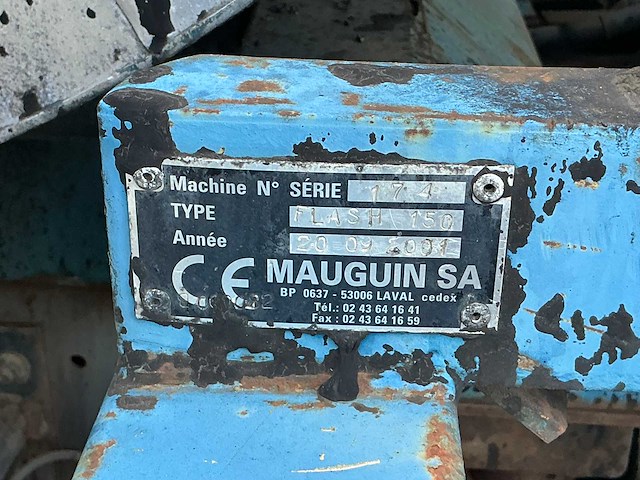 Machine N° SÉRIE 174
TYPE FLASH 150
Année 20 09 2001
CE MAUGUIN SA
BP 0637 - 53006 LAVAL cedex
Tél.: 02 43 64 16 41
Fax : 02 43 64 16 59